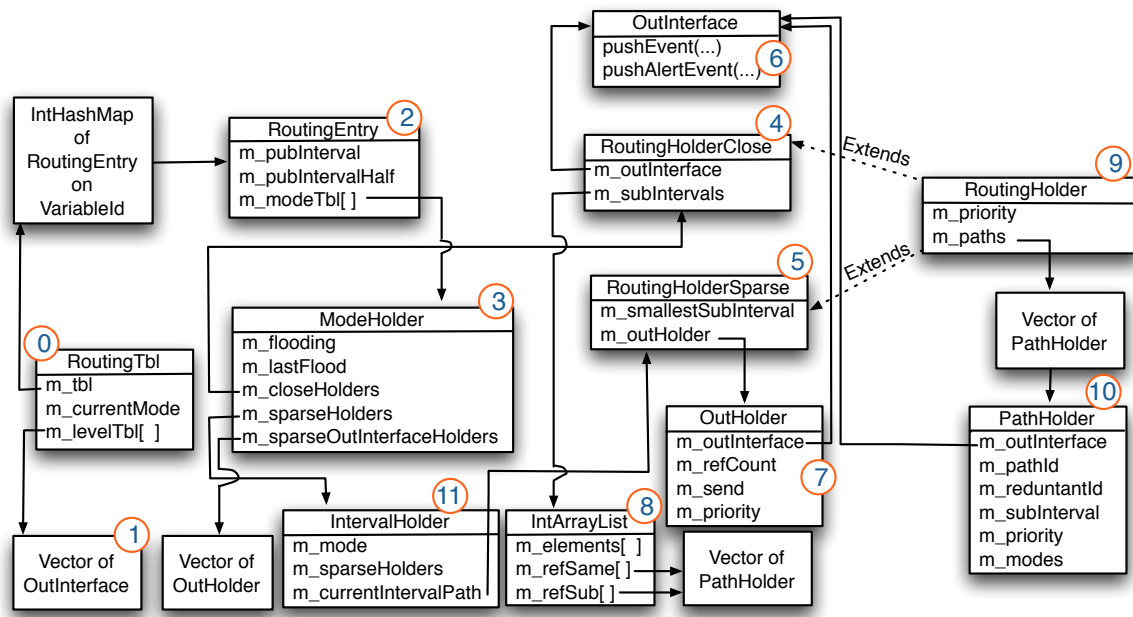 OutInterface
pushEvent(...)
pushAlertEvent(...)
6
IntHashMap
of
RoutingEntry
on
VariableId
2
RoutingEntry
m_pubInterval
m_pubIntervalHalf
m_modeTbl[ ]
4
RoutingHolderClose
m_outInterface
m_subIntervals
Extends
Extends
9
RoutingHolder
m_priority
m_paths
5
RoutingHolderSparse
m_smallestSubInterval
m_outHolder
Vector of
PathHolder
3
ModeHolder
m_flooding
m_lastFlood
m_closeHolders
m_sparseHolders
m_sparseOutInterfaceHolders
0
RoutingTbl
m_tbl
m_currentMode
m_levelTbl[ ]
OutHolder
m_outInterface
m_refCount
m_send
m_priority
7
10
PathHolder
m_outInterface
m_pathId
m_reduntantId
m_subInterval
m_priority
m_modes
1
Vector of
OutInterface
Vector of
OutHolder
11
IntervalHolder
m_mode
m_sparseHolders
m_currentIntervalPath
8
IntArrayList
m_elements[ ]
m_refSame[ ]
m_refSub[ ]
Vector of
PathHolder